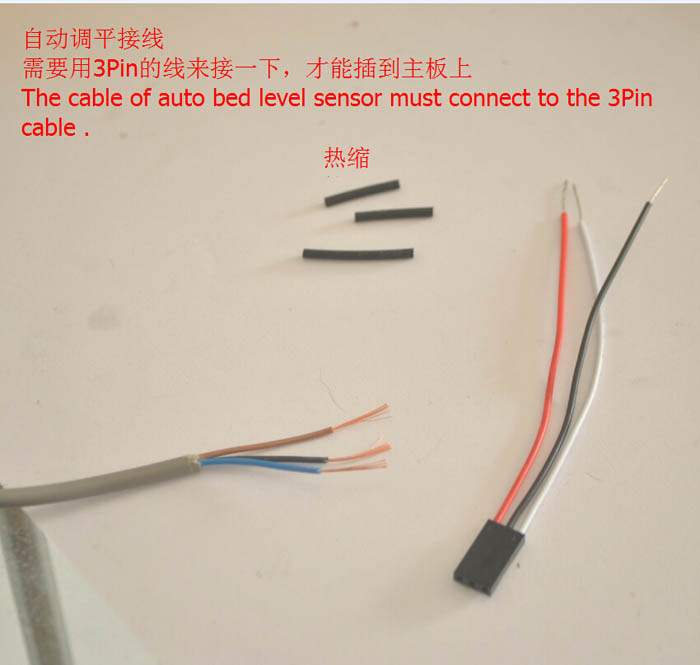 自动调平接线
需要用3Pin的线来接一下，才能插到主板上
The cable of auto bed level sensor must connect to the 3Pin
cable .
热缩